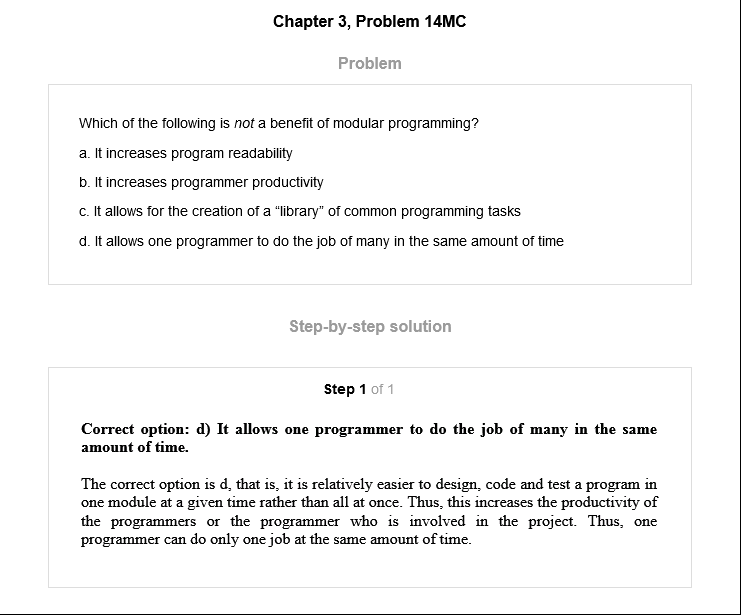 Chapter 3, Problem 14MC
Problem
Which of the following is not a benefit of modular programming?
a. It increases program readability
b. It increases programmer productivity
c. It allows for the creation of a “library” of common programming tasks
d. It allows one programmer to do the job of many in the same amount of time
Step-by-step solution
Step 1 of 1
Correct option: d) It allows one programmer to do the job of many in the same
amount of time.
The correct option is d, that is, it is relatively easier to design, code and test a program in
one module at a given time rather than all at once. Thus, this increases the productivity of
the programmers or the programmer who is involved in the project. Thus, one
programmer can do only one job at the same amount of time.